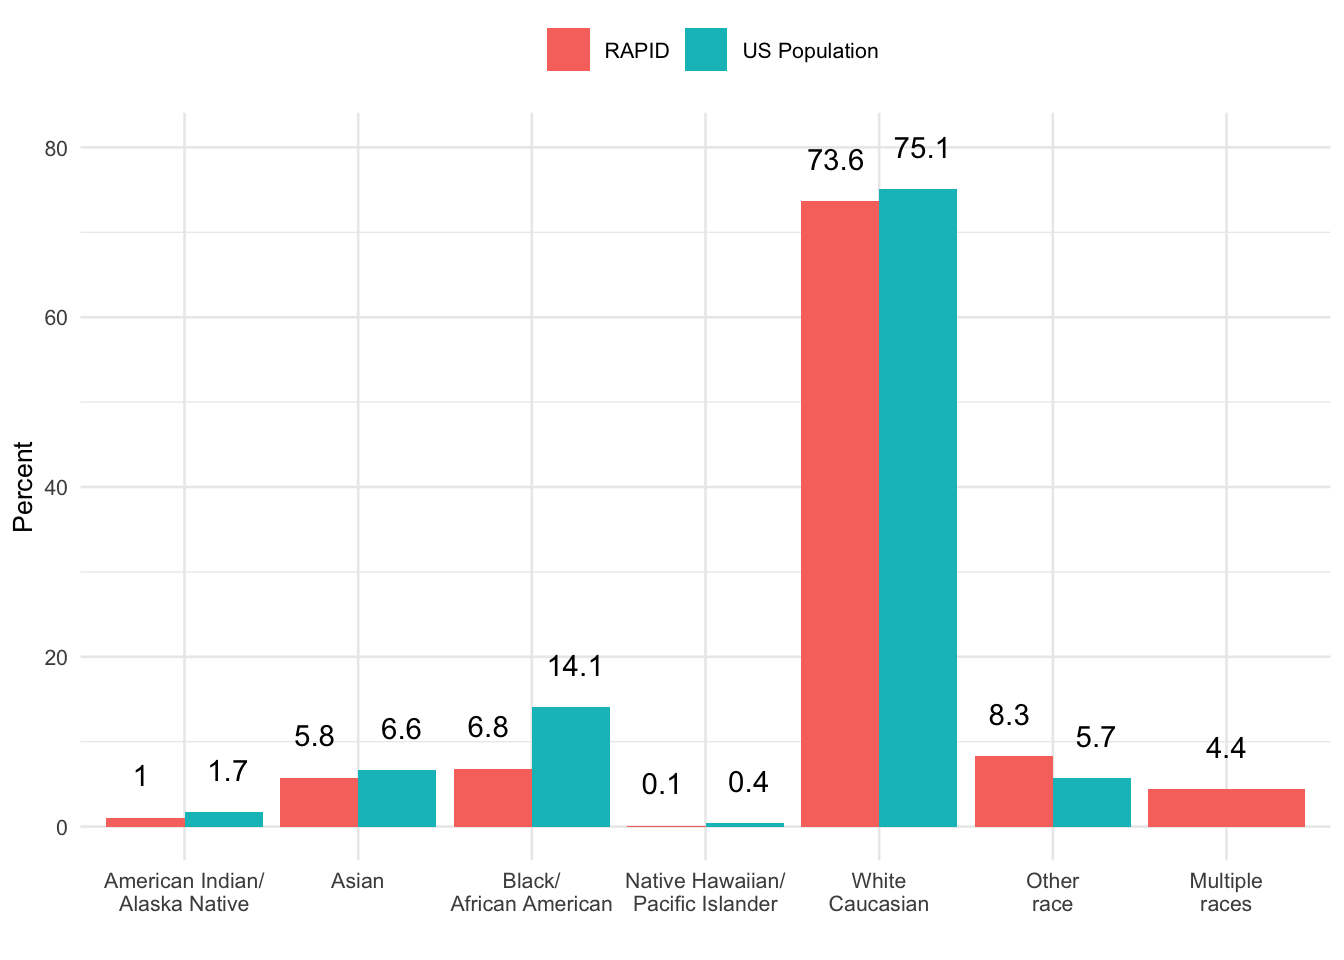 RAPID US Population
80
60
40
20
0
Percent
73.6 75.1
14.1
5.8 6.6 6.8
8.3 5.7 4.4
1 1.7
0.1 0.4
American Indian/ Asian Black/ Native Hawaiian/ White Other Multiple
Alaska Native African American Pacific Islander Caucasian race races